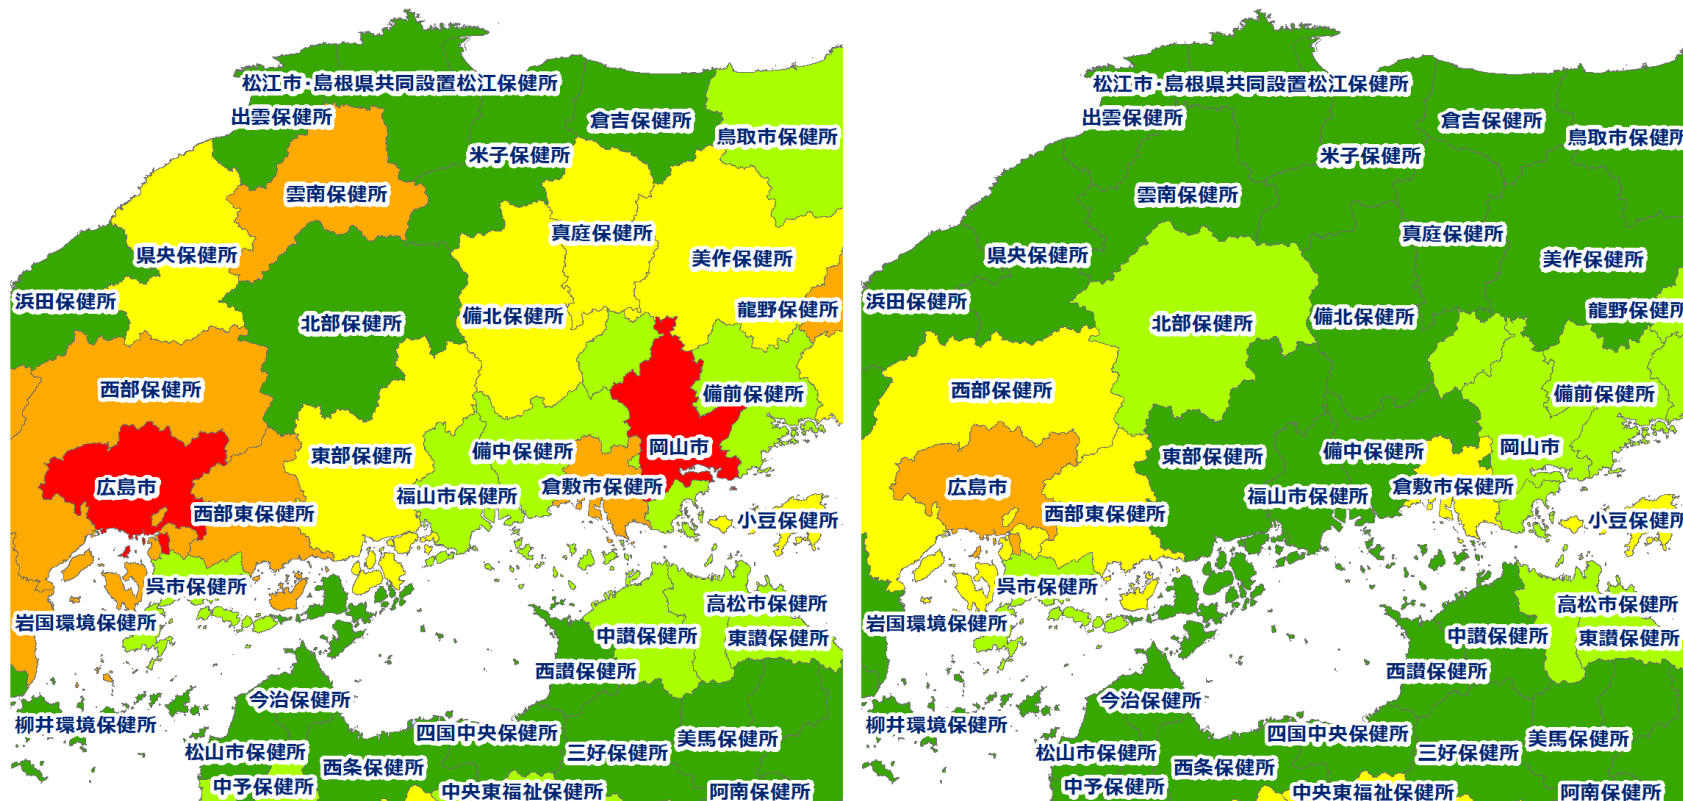 松江市・島根県共同設置松江保健所
出雲保健所
倉吉保健所
鳥取市保健所
米子保健所
雲南保健所
真庭保健所
県央保健所
美作保健所
浜田保健所
龍野保健所
北部保健所
備北保健所
西部保健所
備前保健所
岡山市
東部保健所
備中保健所
広島市
倉敷市保健所
福山市保健所
西部東保健所
小豆保健所
呉市保健所
高松市保健所
岩国環境保健所
中讃保健所
東讃保健所
西讃保健所
今治保健所
柳井環境保健所
四国中央保健所
美馬保健所
松山市保健所
三好保健所
西条保健所
中予保健所
中央東福祉保健所
阿南保健所
松江市・島根県共同設置松江保健所
出雲保健所
倉吉保健所
鳥取市保健所
米子保健所
雲南保健所
真庭保健所
県央保健所
美作保健所
浜田保健所
龍野保健所
北部保健所
備北保健所
西部保健所
備前保健所
岡山市
東部保健所
備中保健所
広島市
倉敷市保健所
福山市保健所
西部東保健所
小豆保健所
呉市保健所
高松市保健所
岩国環境保健所
中讃保健所
東讃保健所
西讃保健所
今治保健所
柳井環境保健所
四国中央保健所
美馬保健所
松山市保健所
三好保健所
西条保健所
中予保健所
中央東福祉保健所
阿南保健所